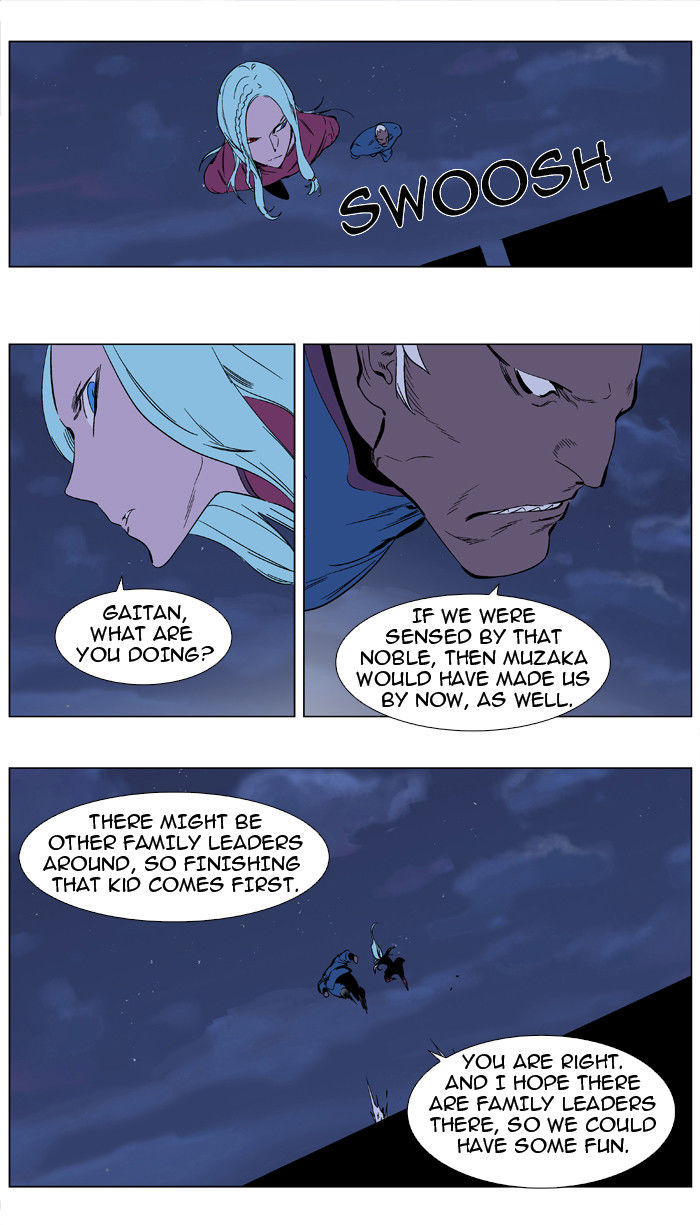 SWOOSH
GAITAN,
WHAT ARE
YOU DOING?
IF WE WERE
SENSED BY THAT
NOBLE, THEN MUZAKA
WOULD HAVE MADE US
BY NOW, AS WELL.
THERE MIGHT BE
OTHER FAMILY LEADERS
AROUND, SO FINISHING
THAT KID COMES FIRST.
YOU ARE RIGHT.
AND I HOPE THERE
ARE FAMILY LEADERS
THERE, SO WE COULD
HAVE SOME FUN.